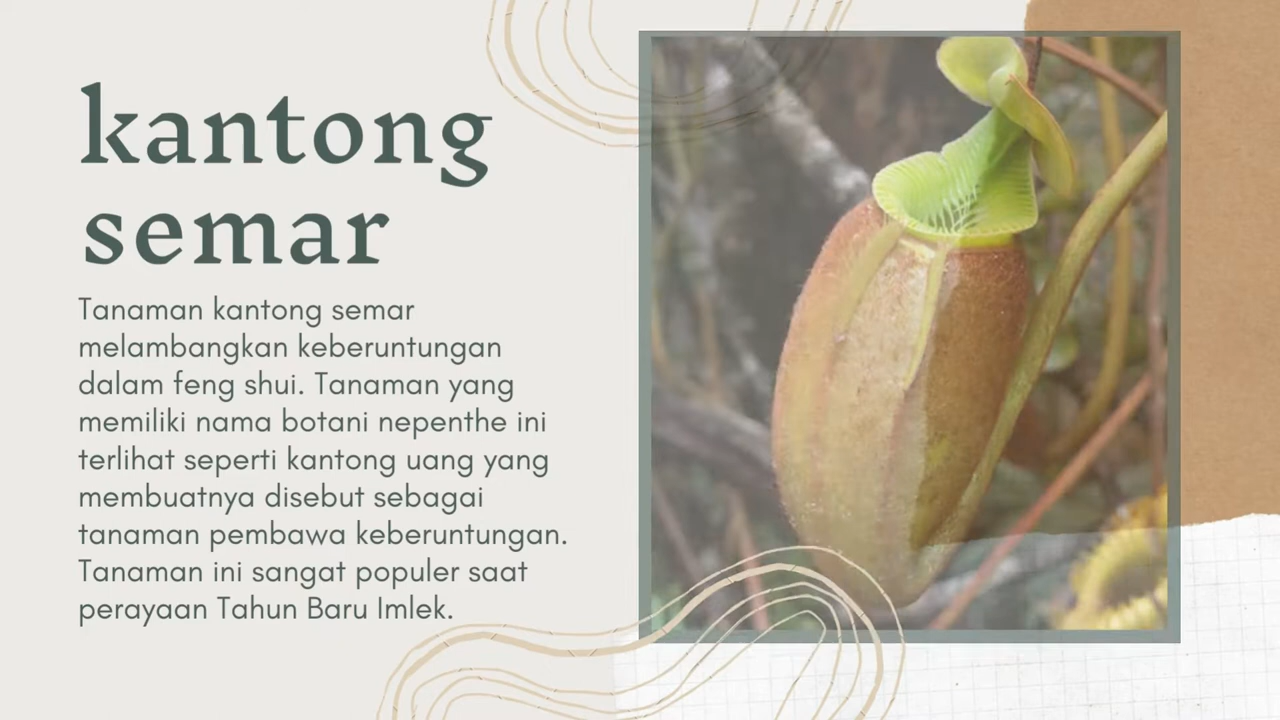 kantong
semar
Tanaman kantong semar
melambangkan keberuntungan
dalam feng shui. Tanaman yang
memiliki nama botani nepenthe ini
terlihat seperti kantong uang yang
membuatnya disebut sebagai
tanaman pembawa keberuntungan.
Tanaman ini sangat populer saat
perayaan Tahun Baru Imlek.